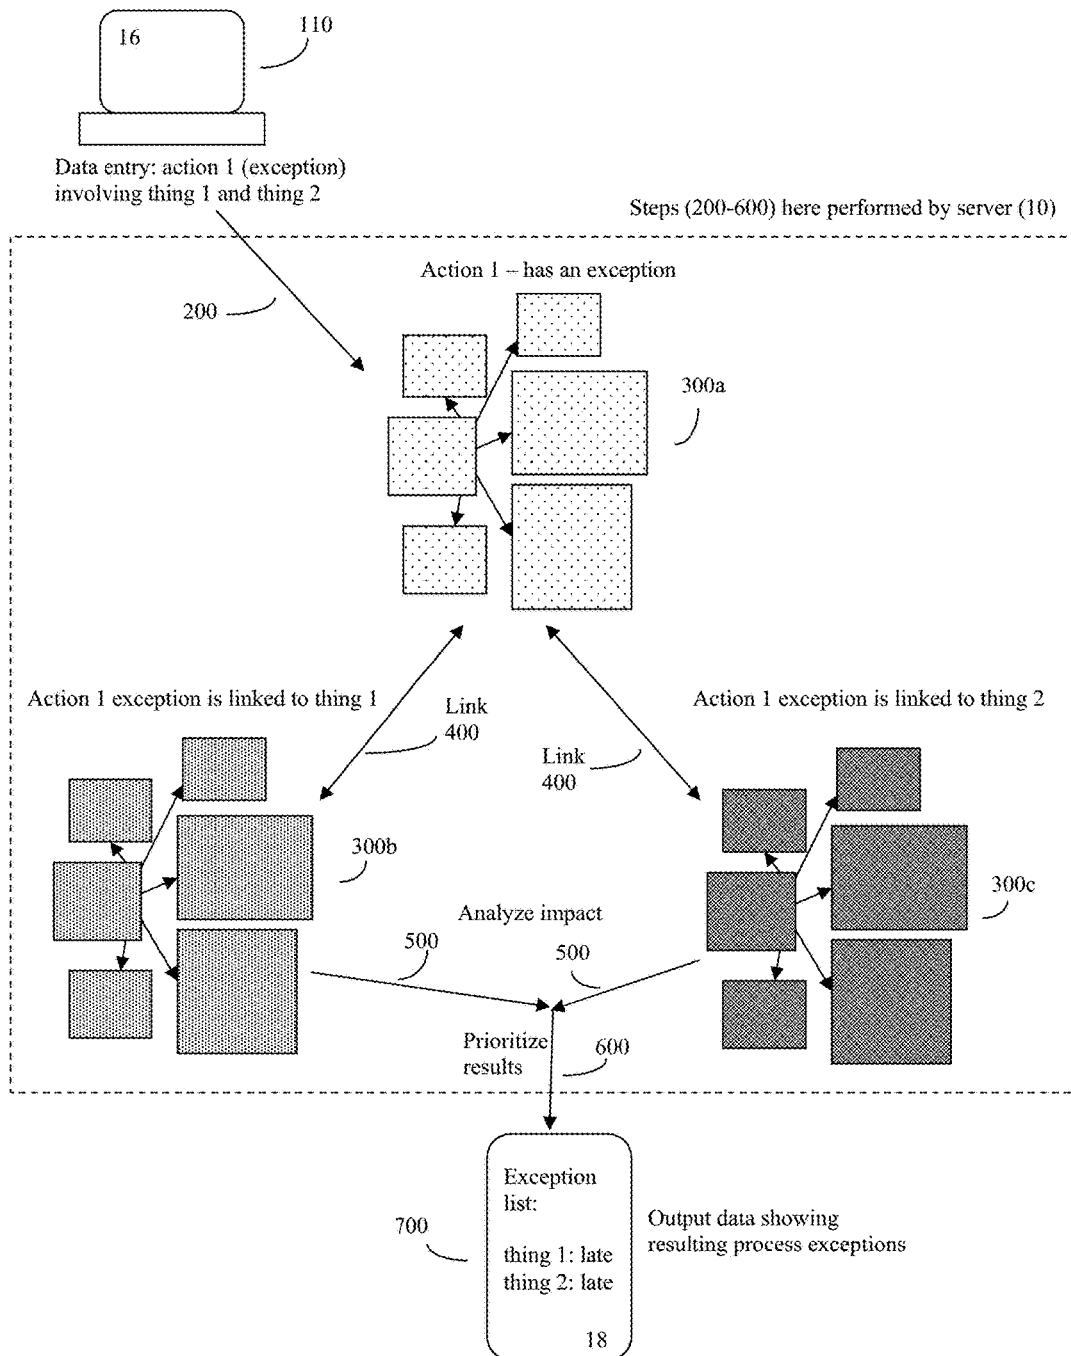 16
110
Data entry: action 1 (exception)
involving thing 1 and thing 2
Steps (200-600) here performed by server (10)
Action 1 – has an exception
200
300a
Action 1 exception is linked to thing 1
Link
400
Action 1 exception is linked to thing 2
Link
400
300b
300c
Analyze impact
500
500
Prioritize
results
600
Exception
list:
thing 1: late
thing 2: late
18
700
Output data showing
resulting process exceptions